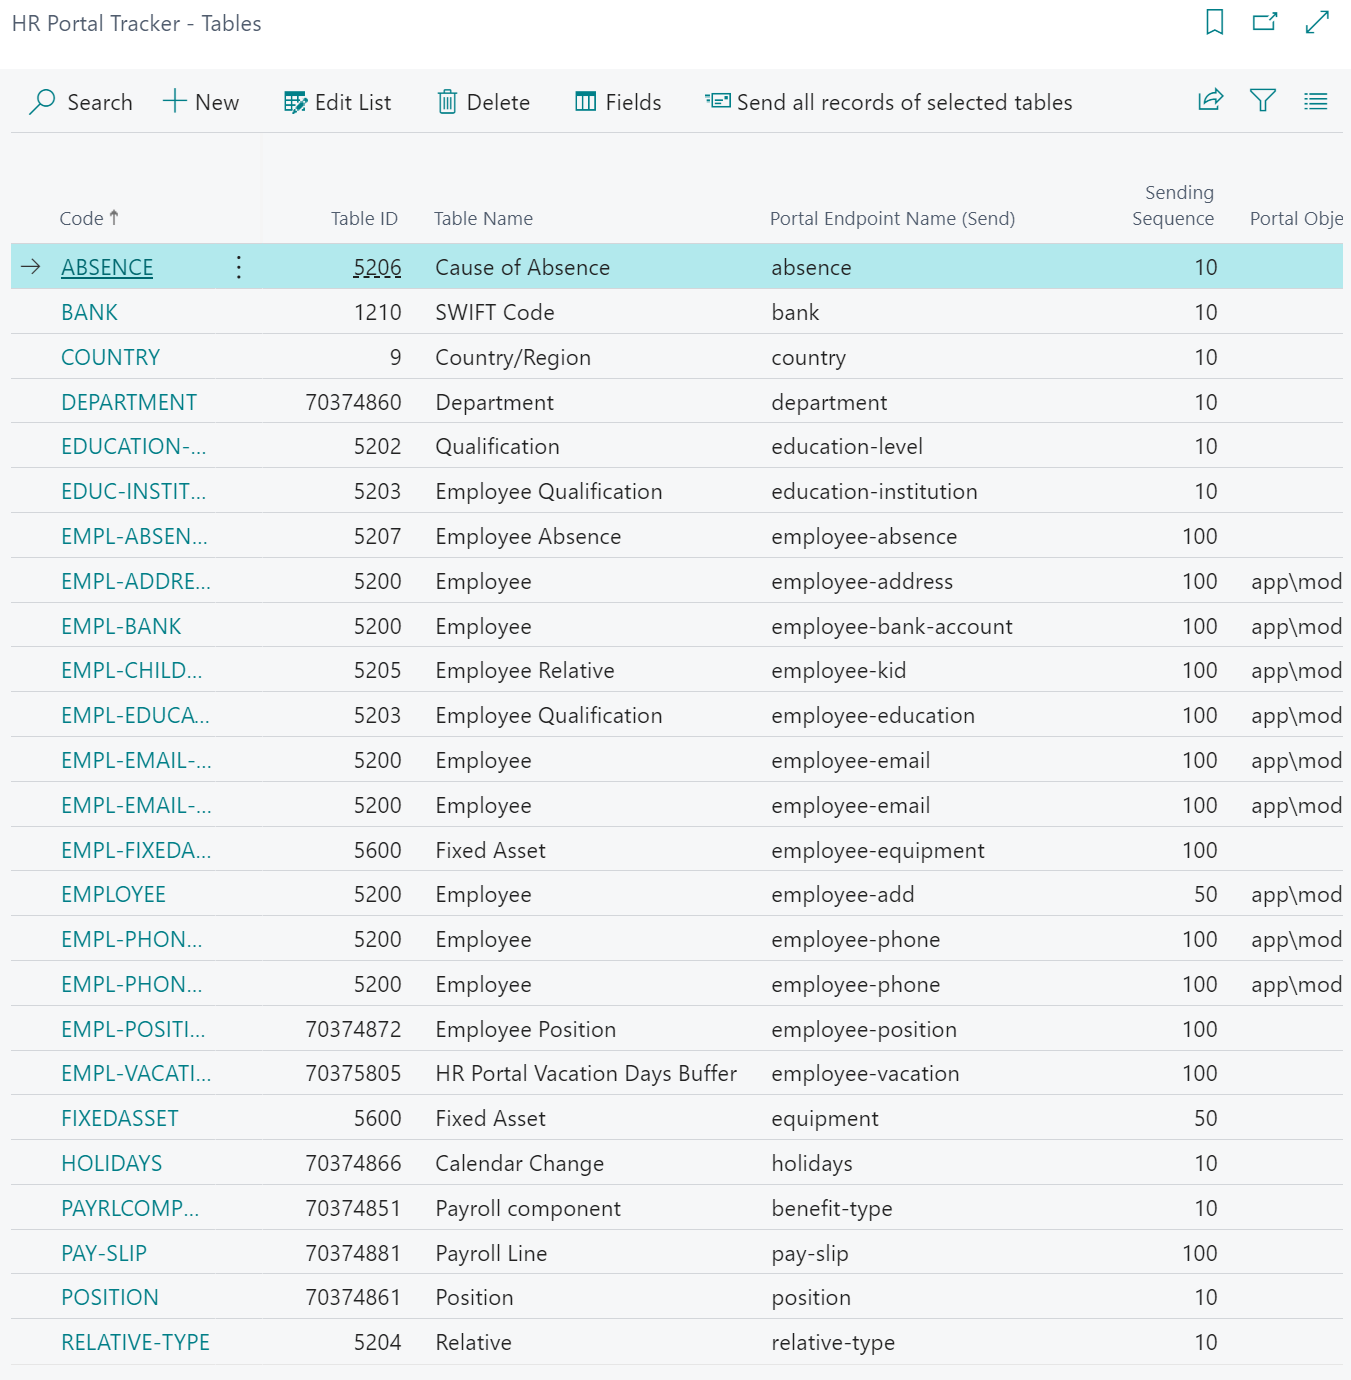 HR Portal Tracker - Tables
Search New Edit List Delete Fields Send all records of selected tables
Code ↑ Table ID Table Name Portal Endpoint Name (Send) Sending Sequence Portal Obje
ABSENCE 5206 Cause of Absence absence 10
BANK 1210 SWIFT Code bank 10
COUNTRY 9 Country/Region country 10
DEPARTMENT 70374860 Department department 10
EDUCATION-... 5202 Qualification education-level 10
EDUC-INSTIT... 5203 Employee Qualification education-institution 10
EMPL-ABSEN... 5207 Employee Absence employee-absence 100
EMPL-ADDRE... 5200 Employee employee-address 100 app\mod
EMPL-BANK 5200 Employee employee-bank-account 100 app\mod
EMPL-CHILD... 5205 Employee Relative employee-kid 100 app\mod
EMPL-EDUCA... 5203 Employee Qualification employee-education 100 app\mod
EMPL-EMAIL-... 5200 Employee employee-email 100 app\mod
EMPL-EMAIL-... 5200 Employee employee-email 100 app\mod
EMPL-FIXEDA... 5600 Fixed Asset employee-equipment 100
EMPLOYEE 5200 Employee employee-add 50 app\mod
EMPL-PHON... 5200 Employee employee-phone 100 app\mod
EMPL-PHON... 5200 Employee employee-phone 100 app\mod
EMPL-POSITI... 70374872 Employee Position employee-position 100
EMPL-VACATI... 70375805 HR Portal Vacation Days Buffer employee-vacation 100
FIXEDASSET 5600 Fixed Asset equipment 50
HOLIDAYS 70374866 Calendar Change holidays 10
PAYRLCOMP... 70374851 Payroll component benefit-type 10
PAY-SLIP 70374881 Payroll Line pay-slip 100
POSITION 70374861 Position position 10
RELATIVE-TYPE 5204 Relative relative-type 10